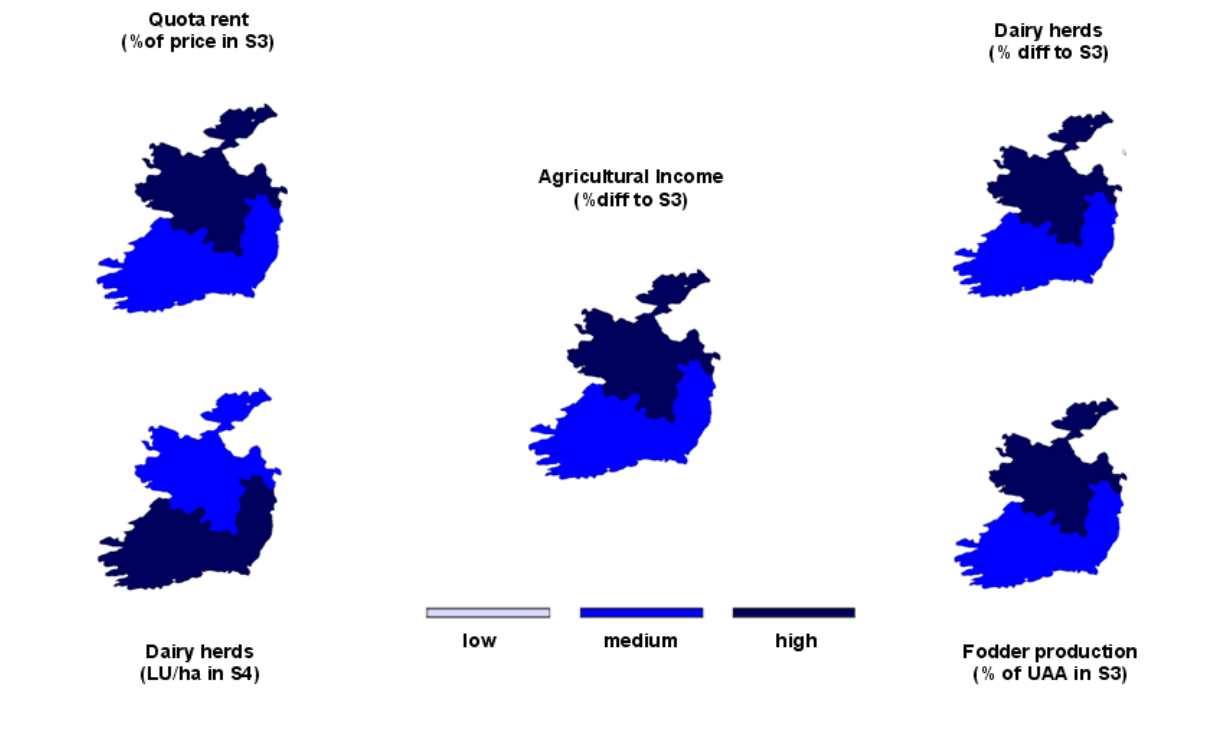 Quota rent
(%of price in S3)
Dairy herds
(% diff to S3)
Agricultural Income
(%diff to S3)
low
medium
high
Dairy herds
(LU/ha in S4)
Fodder production
(% of UAA in S3)